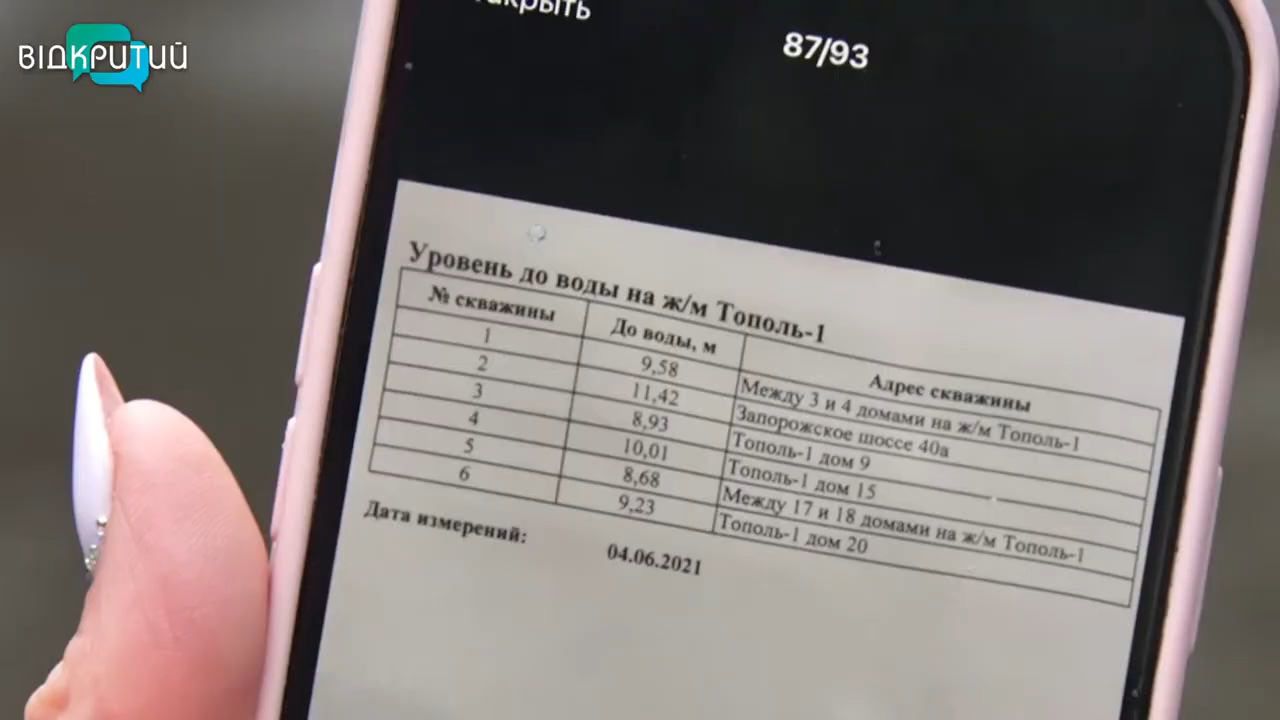 ВІДКРИТИЙ
87/93
Уровень до воды на ж/м Тополь-1
№ скважины До воды, м Адрес скважины
1 9,58 Между 3 и 4 домами на ж/м Тополь-1
2 11,42 Запорожское шоссе 40а
3 8,93 Тополь-1 дом 9
4 10,01 Тополь-1 дом 15
5 8,68 Между 17 и 18 домами на ж/м Тополь-1
6 9,23 Тополь-1 дом 20
Дата измерений: 04.06.2021